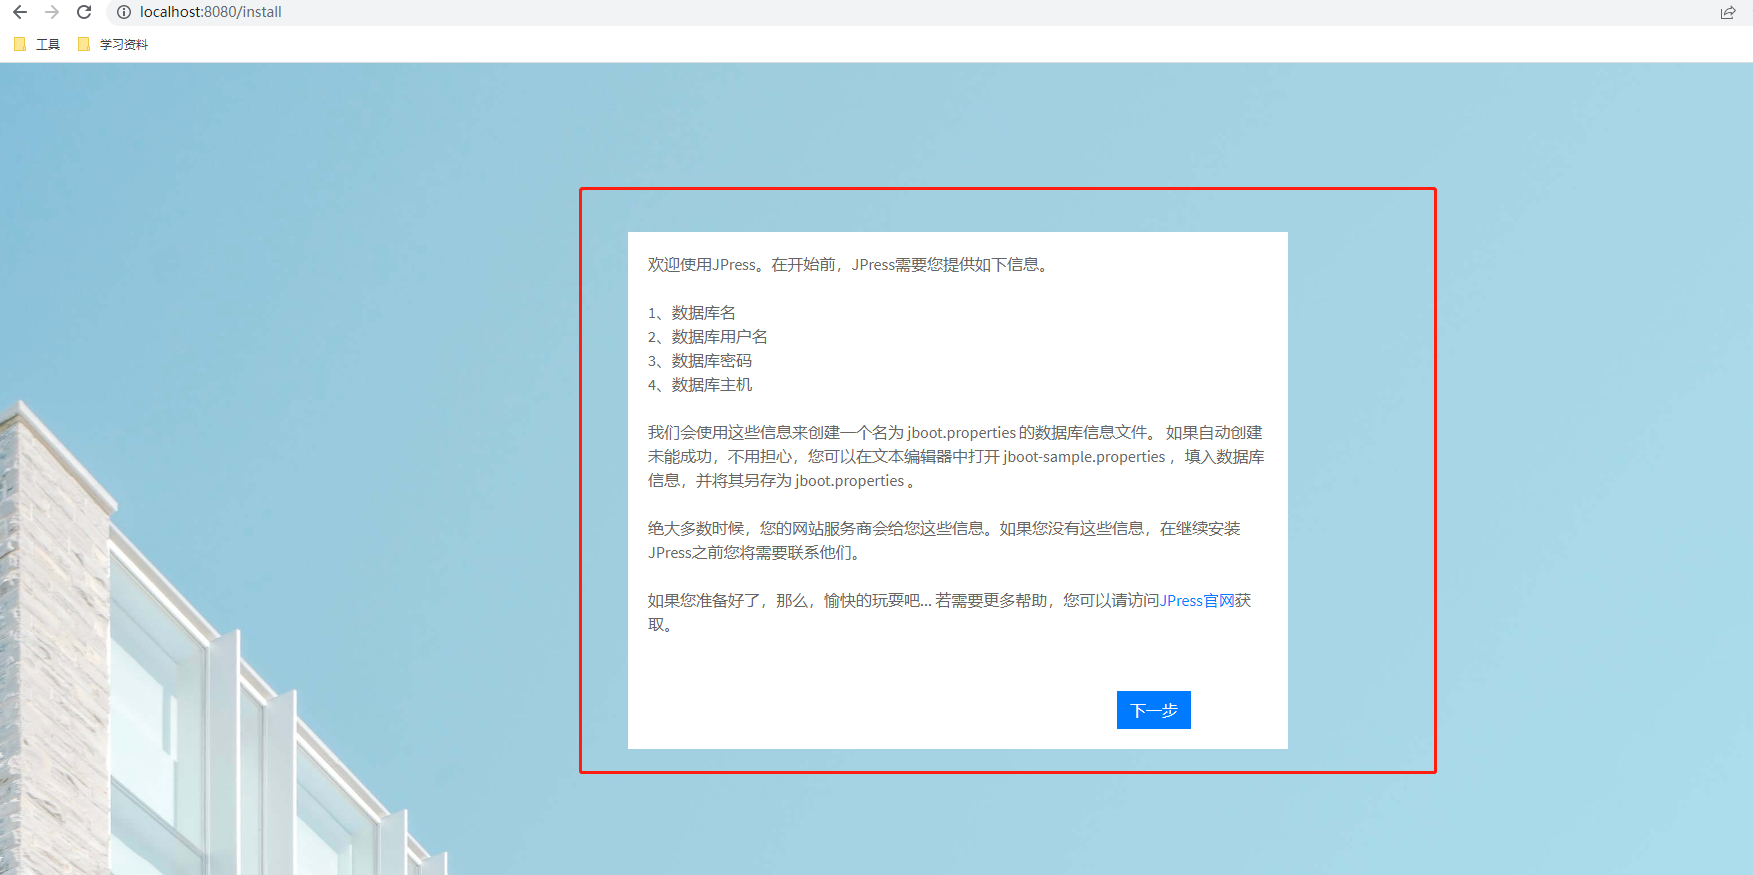 localhost:8080/install
工具 学习资料
欢迎使用JPress。在开始前，JPress需要您提供如下信息。
1、数据库名
2、数据库用户名
3、数据库密码
4、数据库主机
我们会使用这些信息来创建一个名为 jboot.properties 的数据库信息文件。 如果自动创建
未能成功，不用担心，您可以在文本编辑器中打开 jboot-sample.properties ，填入数据库
信息，并将其另存为 jboot.properties 。
绝大多数时候，您的网站服务商会给您这些信息。如果您没有这些信息，在继续安装
JPress之前您将需要联系他们。
如果您准备好了，那么，愉快的玩耍吧... 若需要更多帮助，您可以请访问JPress官网获
取。
下一步